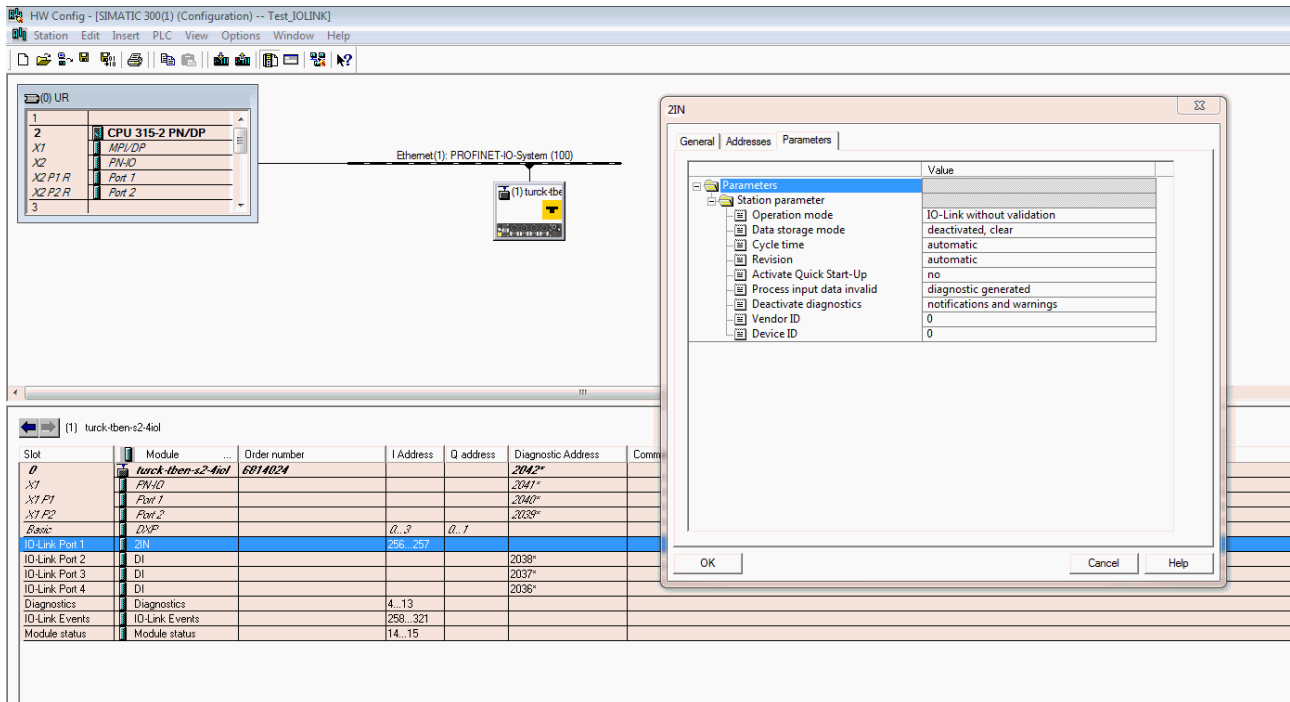 HW Config - [SIMATIC 300(1) (Configuration) -- Test_IOLINK]
Station Edit Insert PLC View Options Window Help
(0) UR
1
2 CPU 315-2 PN/DP
X1 MPI/DP
X2 PN-IO
X2 P1 R Port 1
X2 P2 R Port 2
3
Ethernet(1): PROFINET-IO-System (100)
(1) turck-tbe
2IN
General Addresses Parameters
Value
Parameters
Station parameter
Operation mode IO-Link without validation
Data storage mode deactivated, clear
Cycle time automatic
Revision automatic
Activate Quick Start-Up no
Process input data invalid diagnostic generated
Deactivate diagnostics notifications and warnings
Vendor ID 0
Device ID 0
OK Cancel Help
(1) turck-tben-s2-4iol
Slot Module ... Order number I Address Q address Diagnostic Address Comm
0 turck-tben-s2-4iol 6814024 2042*
X1 PN-IO 2041*
X1 P1 Port 1 2040*
X1 P2 Port 2 2039*
Basic DXP 0...3 0...1
IO-Link Port 1 2IN 256...257
IO-Link Port 2 DI 2038*
IO-Link Port 3 DI 2037*
IO-Link Port 4 DI 2036*
Diagnostics Diagnostics 4...13
IO-Link Events IO-Link Events 258...321
Module status Module status 14...15